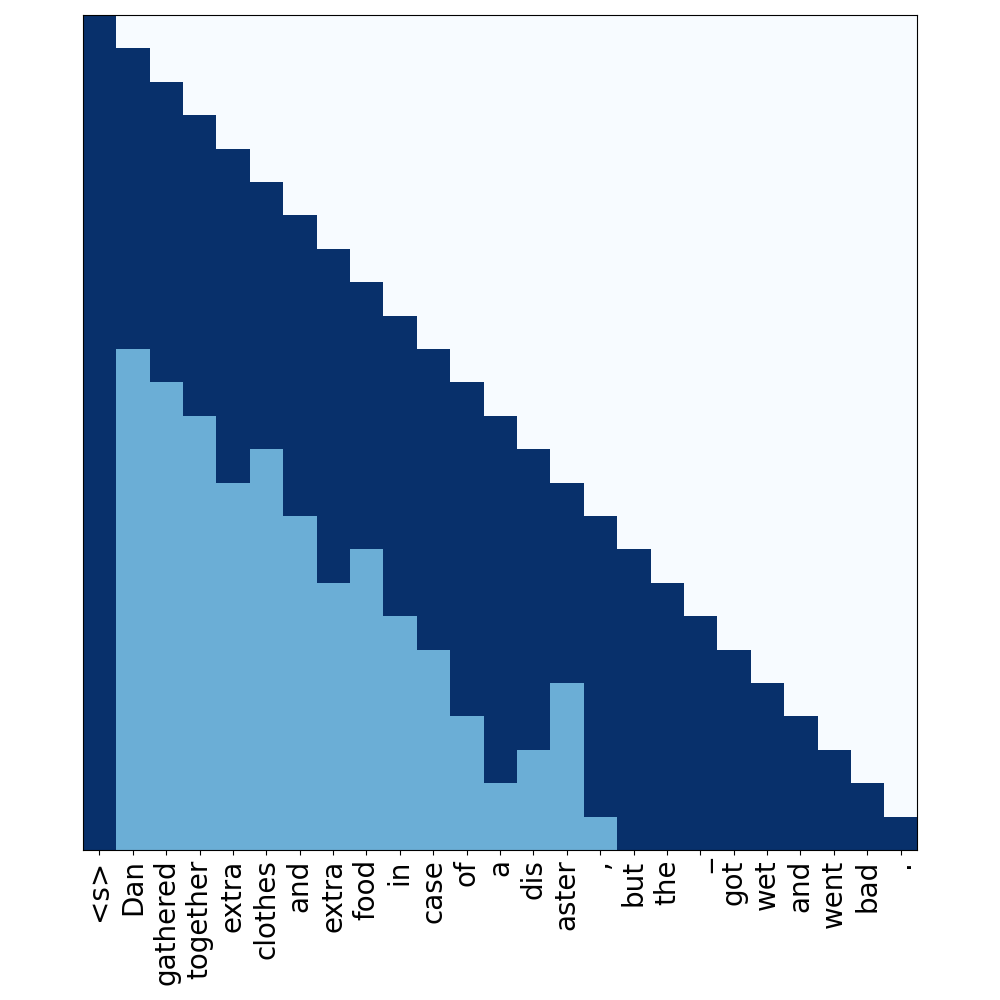 <s> Dan gathered together extra clothes and extra food in case of a dis aster , but the _ got wet and went bad .